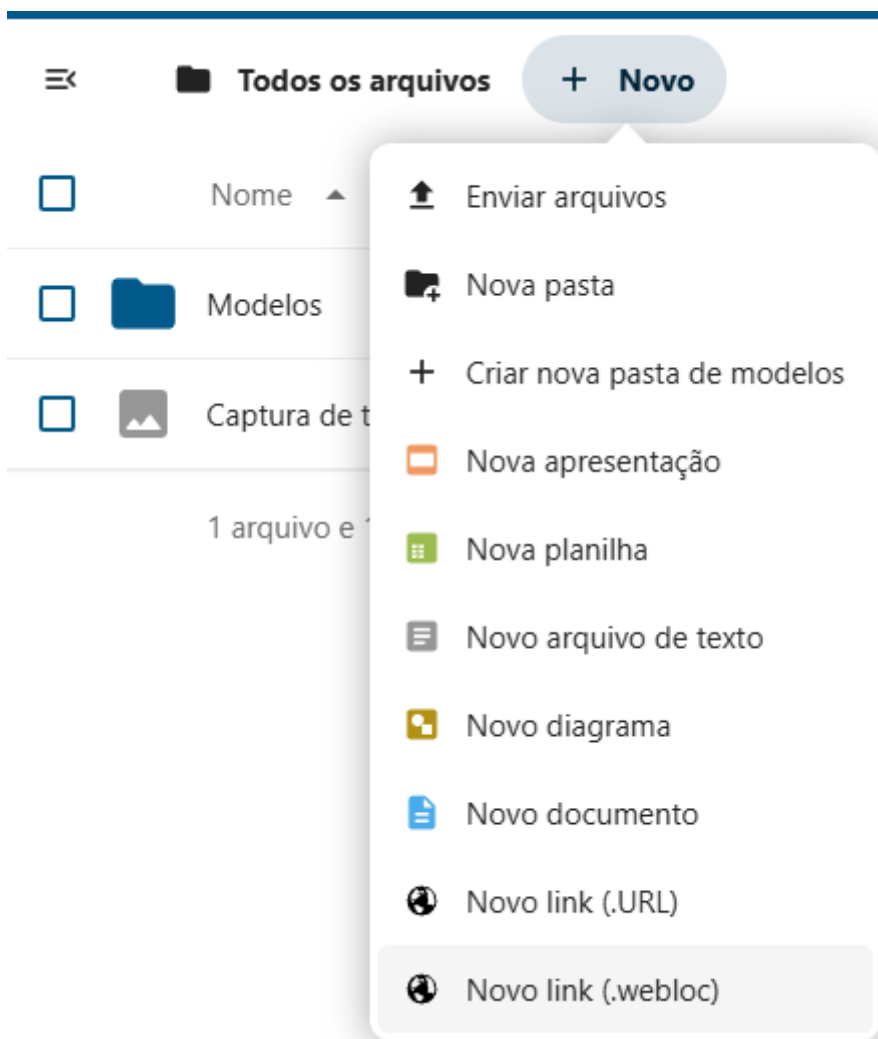 Todos os arquivos
+ Novo
Nome
Enviar arquivos
Nova pasta
Modelos
Criar nova pasta de modelos
Captura de t
Nova apresentação
1 arquivo e
Nova planilha
Novo arquivo de texto
Novo diagrama
Novo documento
Novo link (.URL)
Novo link (.webloc)